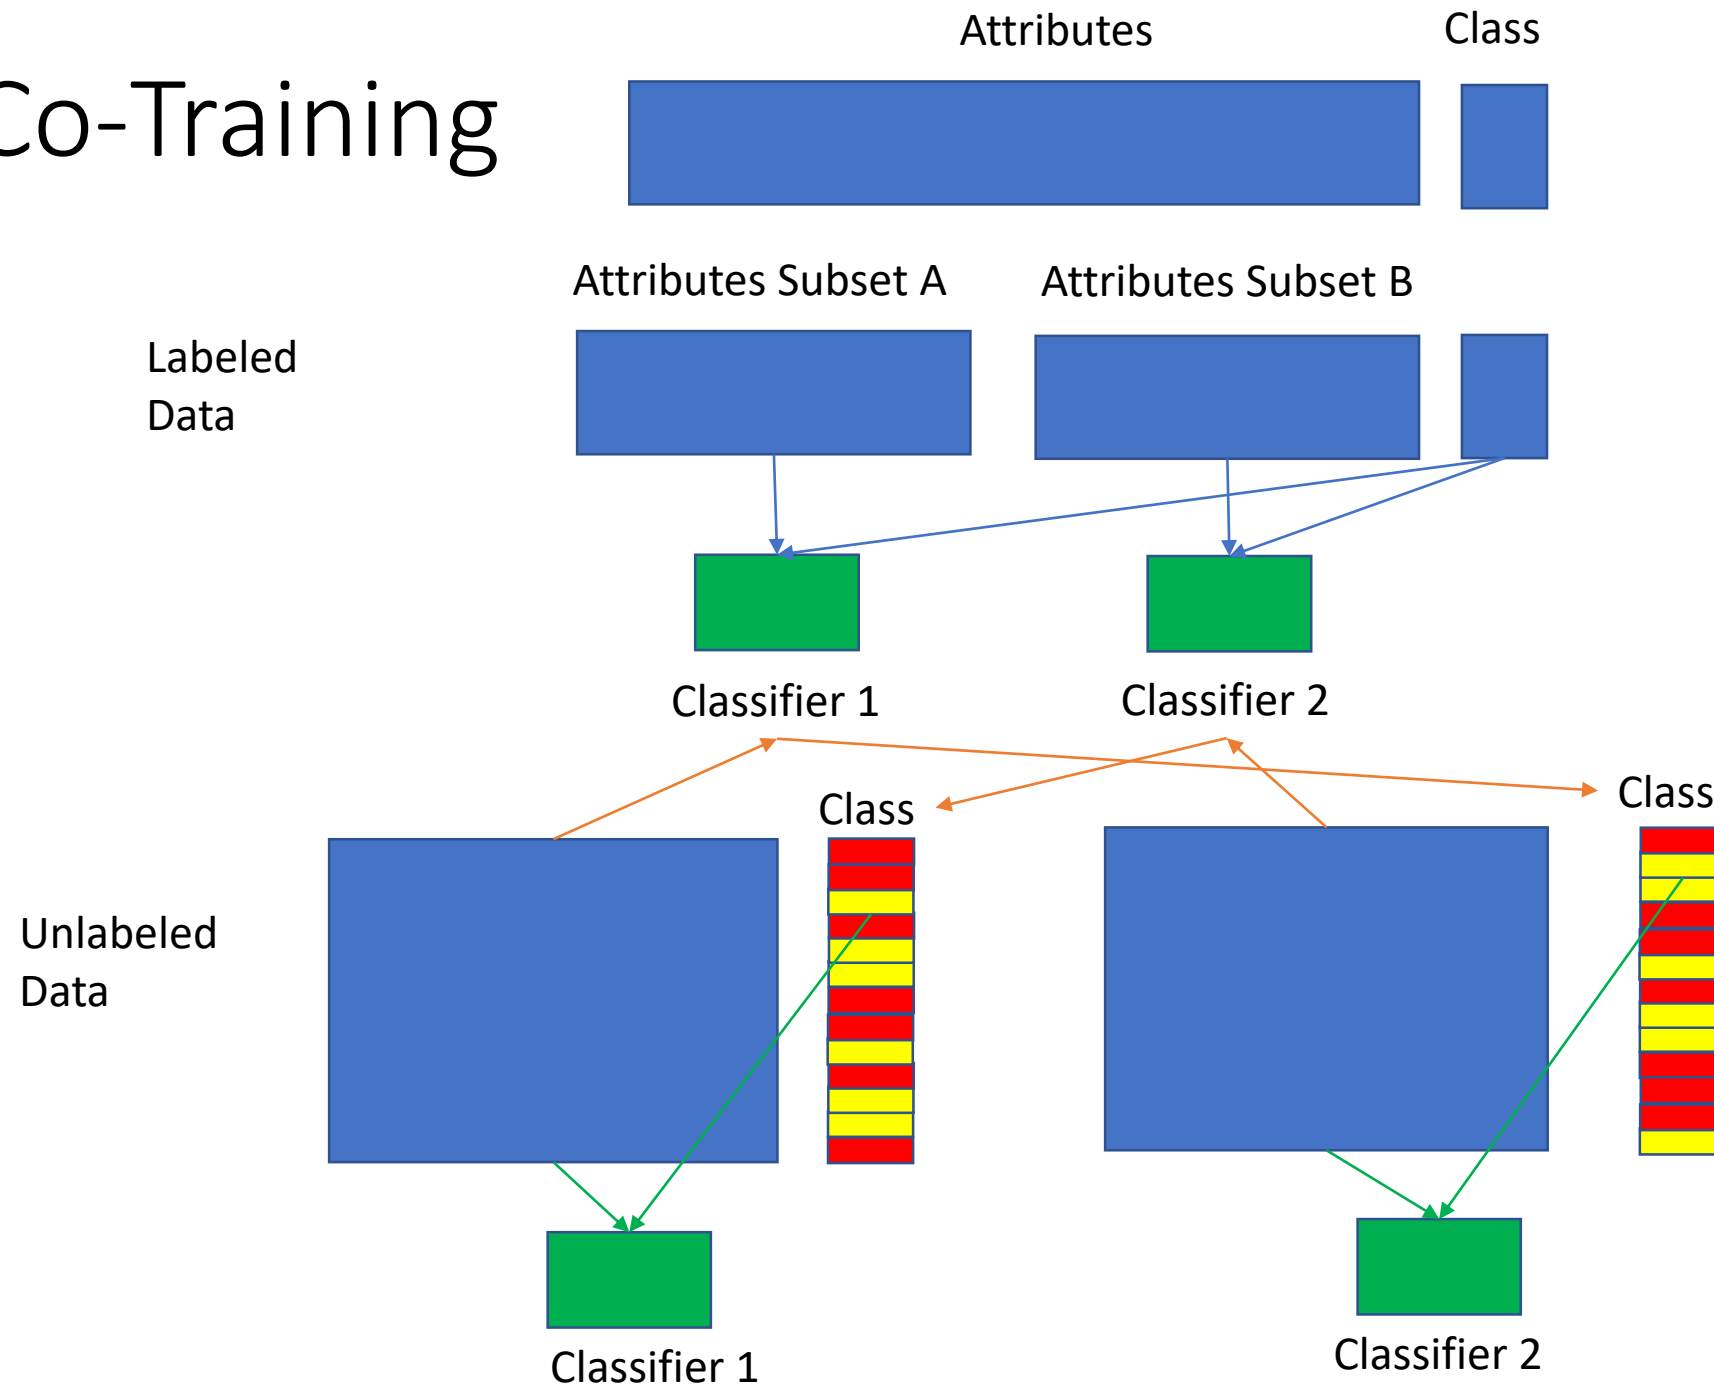 Attributes
Class
Co-Training
Attributes Subset A
Attributes Subset B
Labeled
Data
Classifier 1
Classifier 2
Class
Class
Unlabeled
Data
Classifier 1
Classifier 2